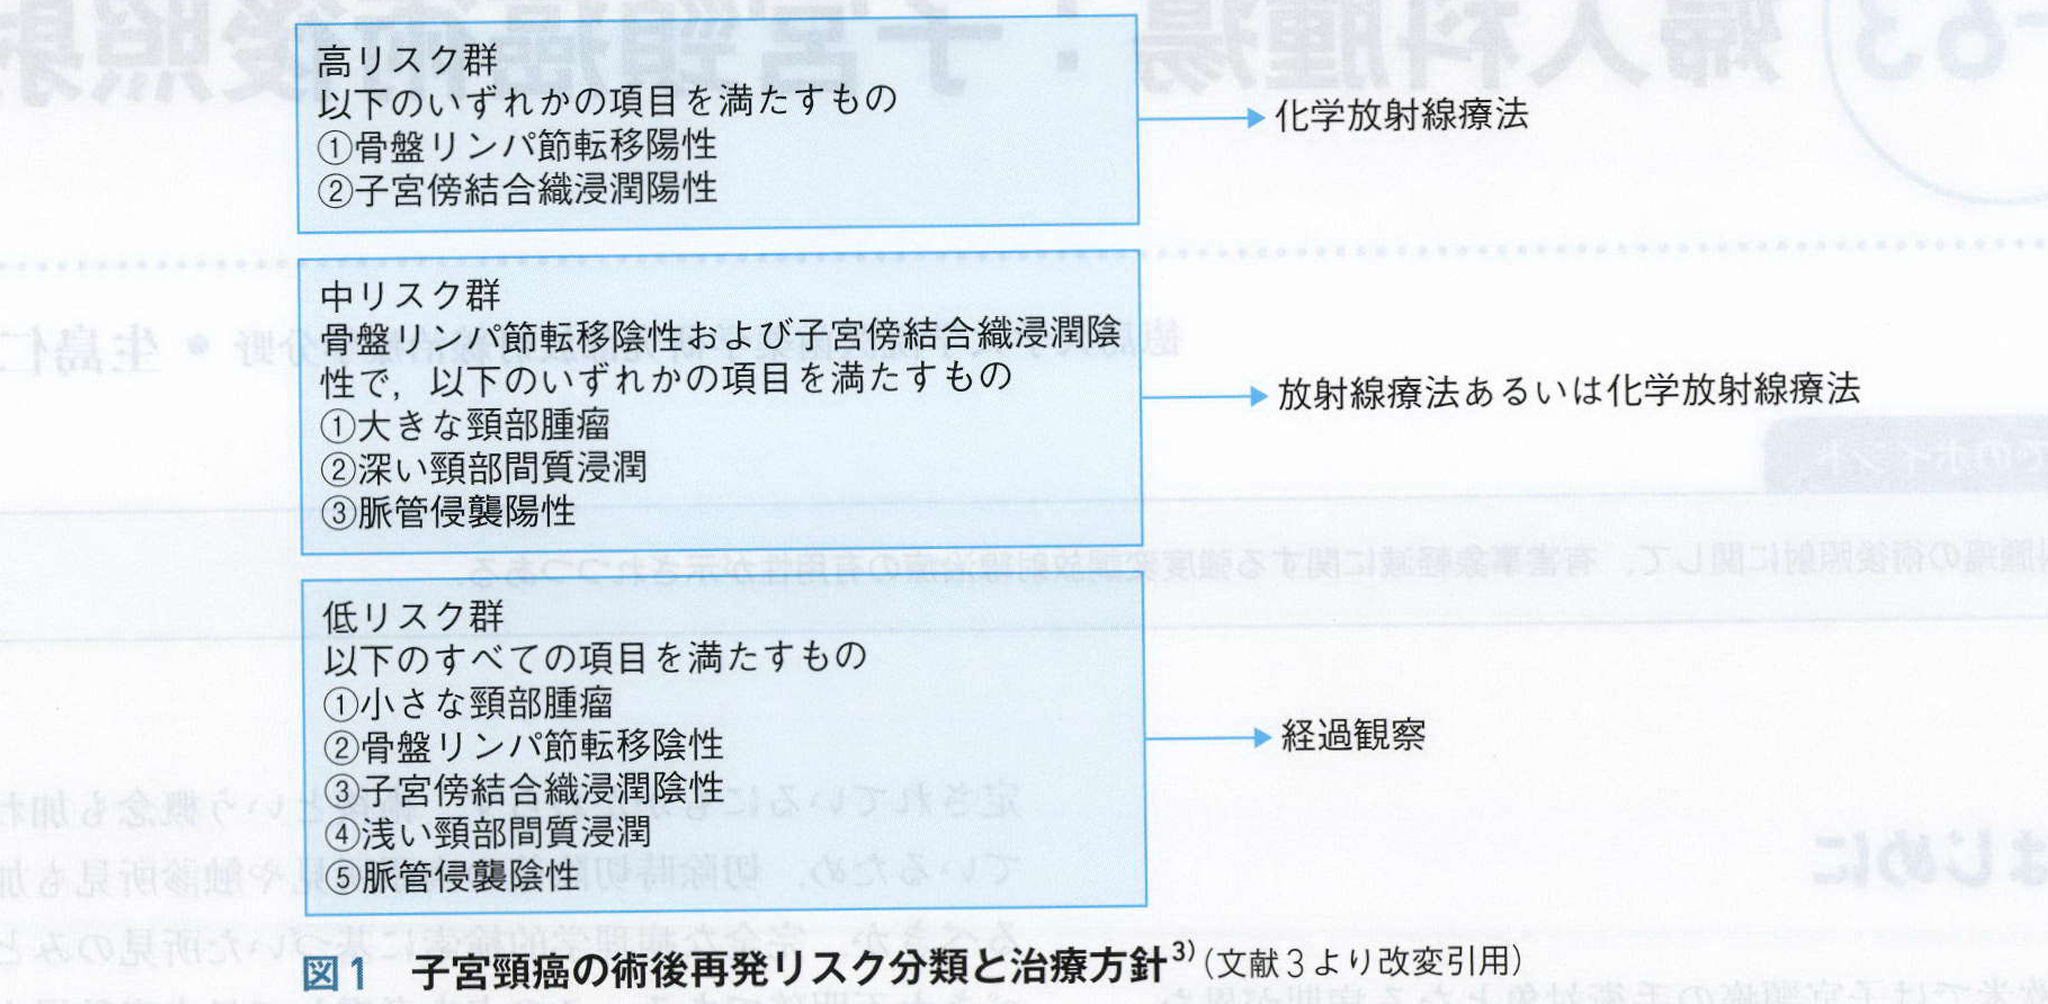 高リスク群
以下のいずれかの項目を満たすもの
①骨盤リンパ節転移陽性
②子宮傍結合織浸潤陽性
化学放射線療法
中リスク群
骨盤リンパ節転移陰性および子宮傍結合織浸潤陰
性で，以下のいずれかの項目を満たすもの
①大きな頸部腫瘤
②深い頸部間質浸潤
③脈管侵襲陽性
放射線療法あるいは化学放射線療法
低リスク群
以下のすべての項目を満たすもの
①小さな頸部腫瘤
②骨盤リンパ節転移陰性
③子宮傍結合織浸潤陰性
④浅い頸部間質浸潤
⑤脈管侵襲陰性
経過観察
図1 子宮頸癌の術後再発リスク分類と治療方針3)（文献3より改変引用）